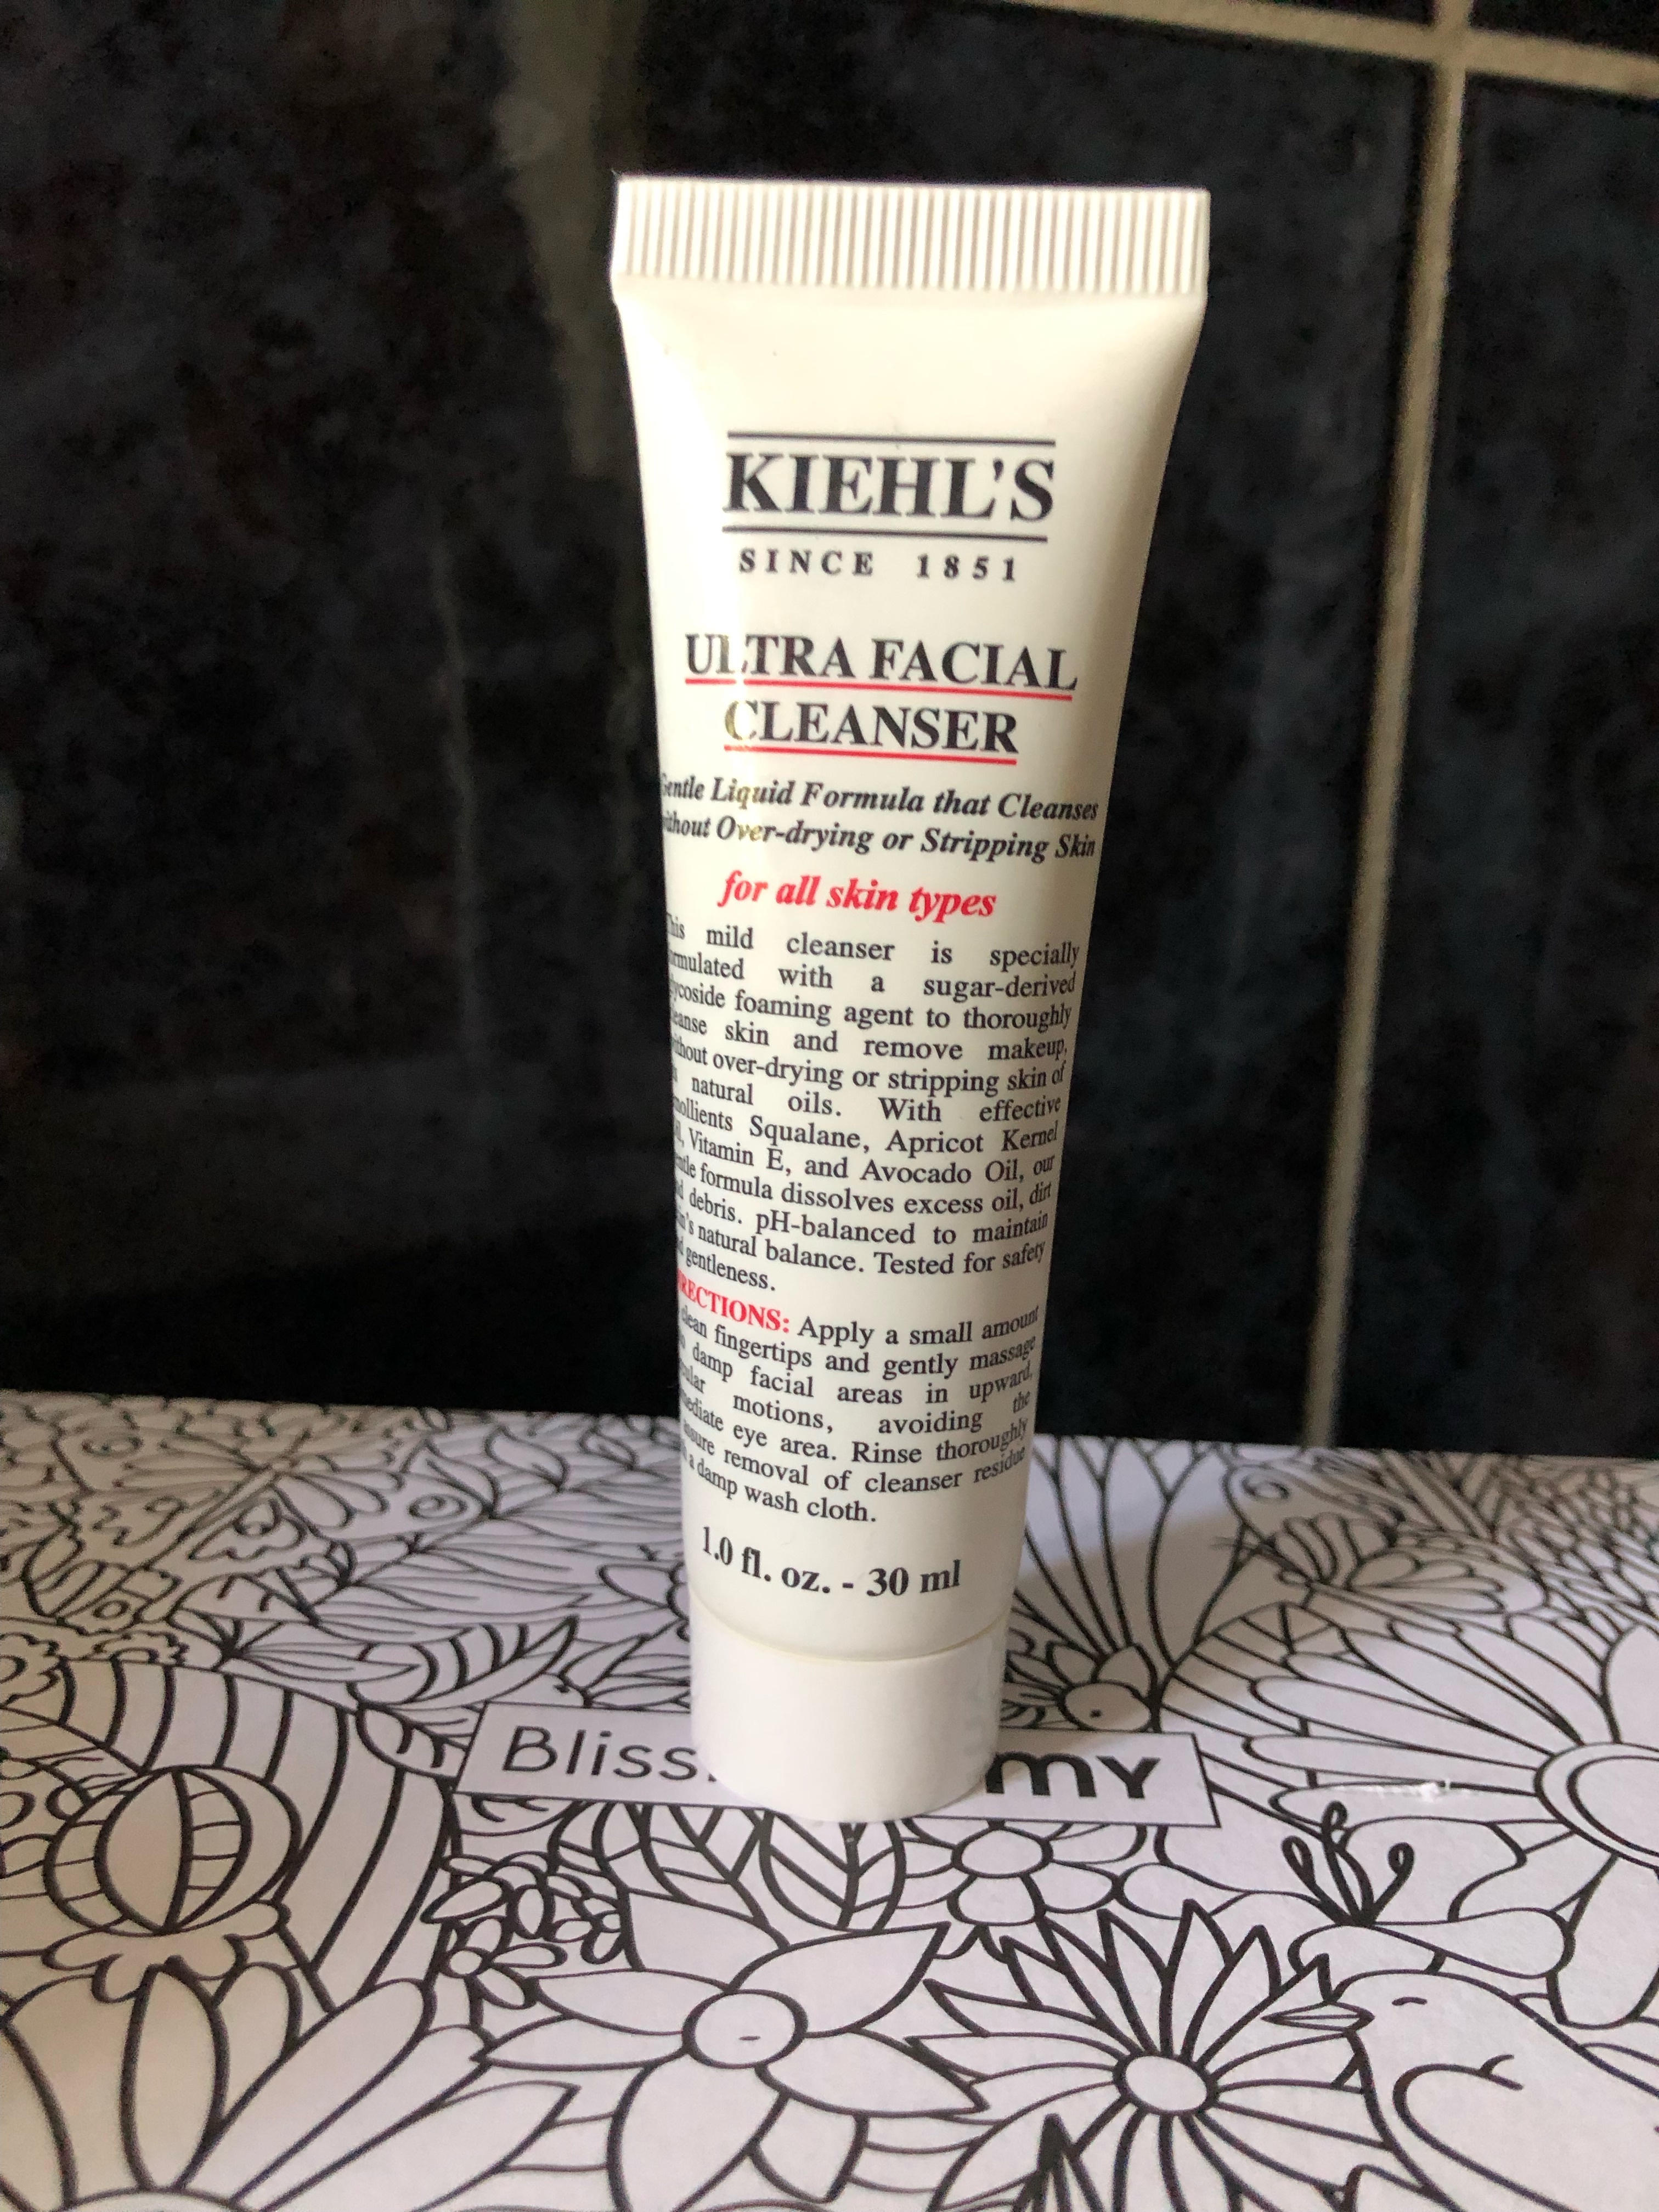 KIEHL'S
SINCE 1851
ULTRA FACIAL
CLEANSER
Gentle Liquid Formula that Cleanses
without Over-drying or Stripping Skin
for all skin types
This mild cleanser is specially
formulated with a sugar-derived
glycoside foaming agent to thoroughly
cleanse skin and remove makeup,
without over-drying or stripping skin of
natural oils. With effective
emollients Squalane, Apricot Kernel
Oil, Vitamin E, and Avocado Oil, our
gentle formula dissolves excess oil, dirt
and debris. pH-balanced to maintain
skin's natural balance. Tested for safety
and gentleness.
DIRECTIONS: Apply a small amount
clean fingertips and gently massage
damp facial areas in upward,
circular motions, avoiding the
immediate eye area. Rinse thoroughly
removal of cleanser residue
a damp wash cloth.
1.0 fl. oz. - 30 ml